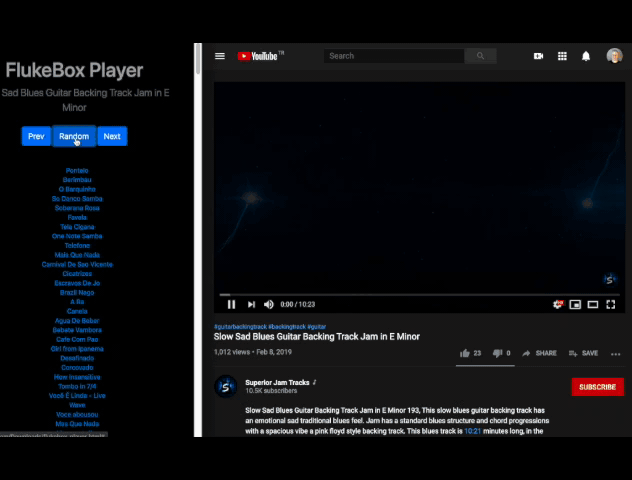 FlukeBox Player
Sad Blues Guitar Backing Track Jam in E
Minor
Prev
Random
Next
Pantalo
Berimbau
O Barquinho
So Danco Samba
Soberana Rosa
Favela
Tela Cigana
One Note Samba
Telefone
Mais Que Nada
Carnival De Sao Vicente
Cicatrizes
Escravos De Jo
Brazil Nago
A Ra
Canela
Agua De Beber
Babete Vambora
Cafe Com Pao
Girl from Ipanema
Desafinado
Corcovado
How Insensitive
Tombo in 7/4
Você É Linda - Live
Wave
Voce abousou
Mas Que Nada
YouTube TR
Search
0:00 / 10:23
#guitarbackingtrack #backingtrack #guitar
Slow Sad Blues Guitar Backing Track Jam in E Minor
1,012 views • Feb 8, 2019
23
0
SHARE
SAVE
Superior Jam Tracks
10.5K subscribers
SUBSCRIBE
Slow Sad Blues Guitar Backing Track Jam in E Minor 193, This slow blues guitar backing track has
an emotional sad traditional blues feel. Jam has a standard blues structure and chord progressions
with a spacious vibe a pink floyd style backing track. This blues track is 10:21 minutes long, in the